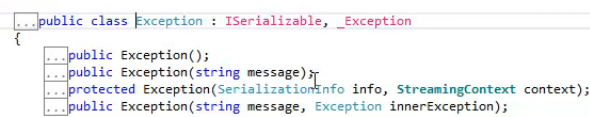 ...public class Exception : ISerializable, _Exception
{
...public Exception();
...public Exception(string message);
...protected Exception(SerializationInfo info, StreamingContext context);
...public Exception(string message, Exception innerException);